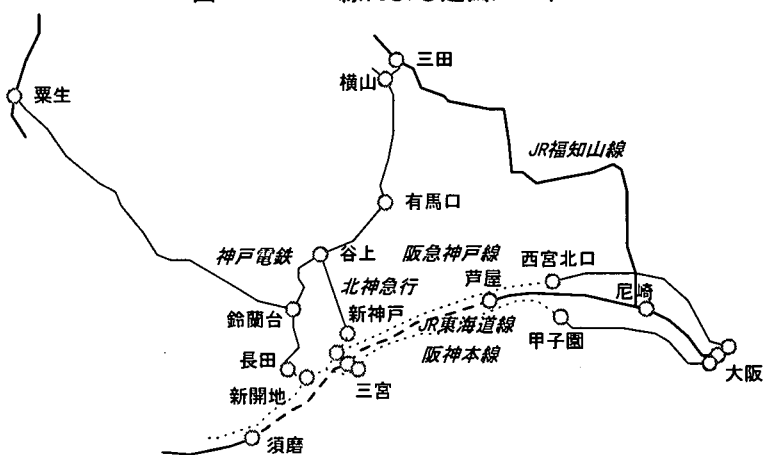 三田
横山
粟生
JR福知山線
有馬口
神戸電鉄
谷上
阪急神戸線
西宮北口
北神急行
芦屋
尼崎
鈴蘭台
新神戸
JR東海道線
甲子園
長田
阪神本線
大阪
新開地
三宮
須磨